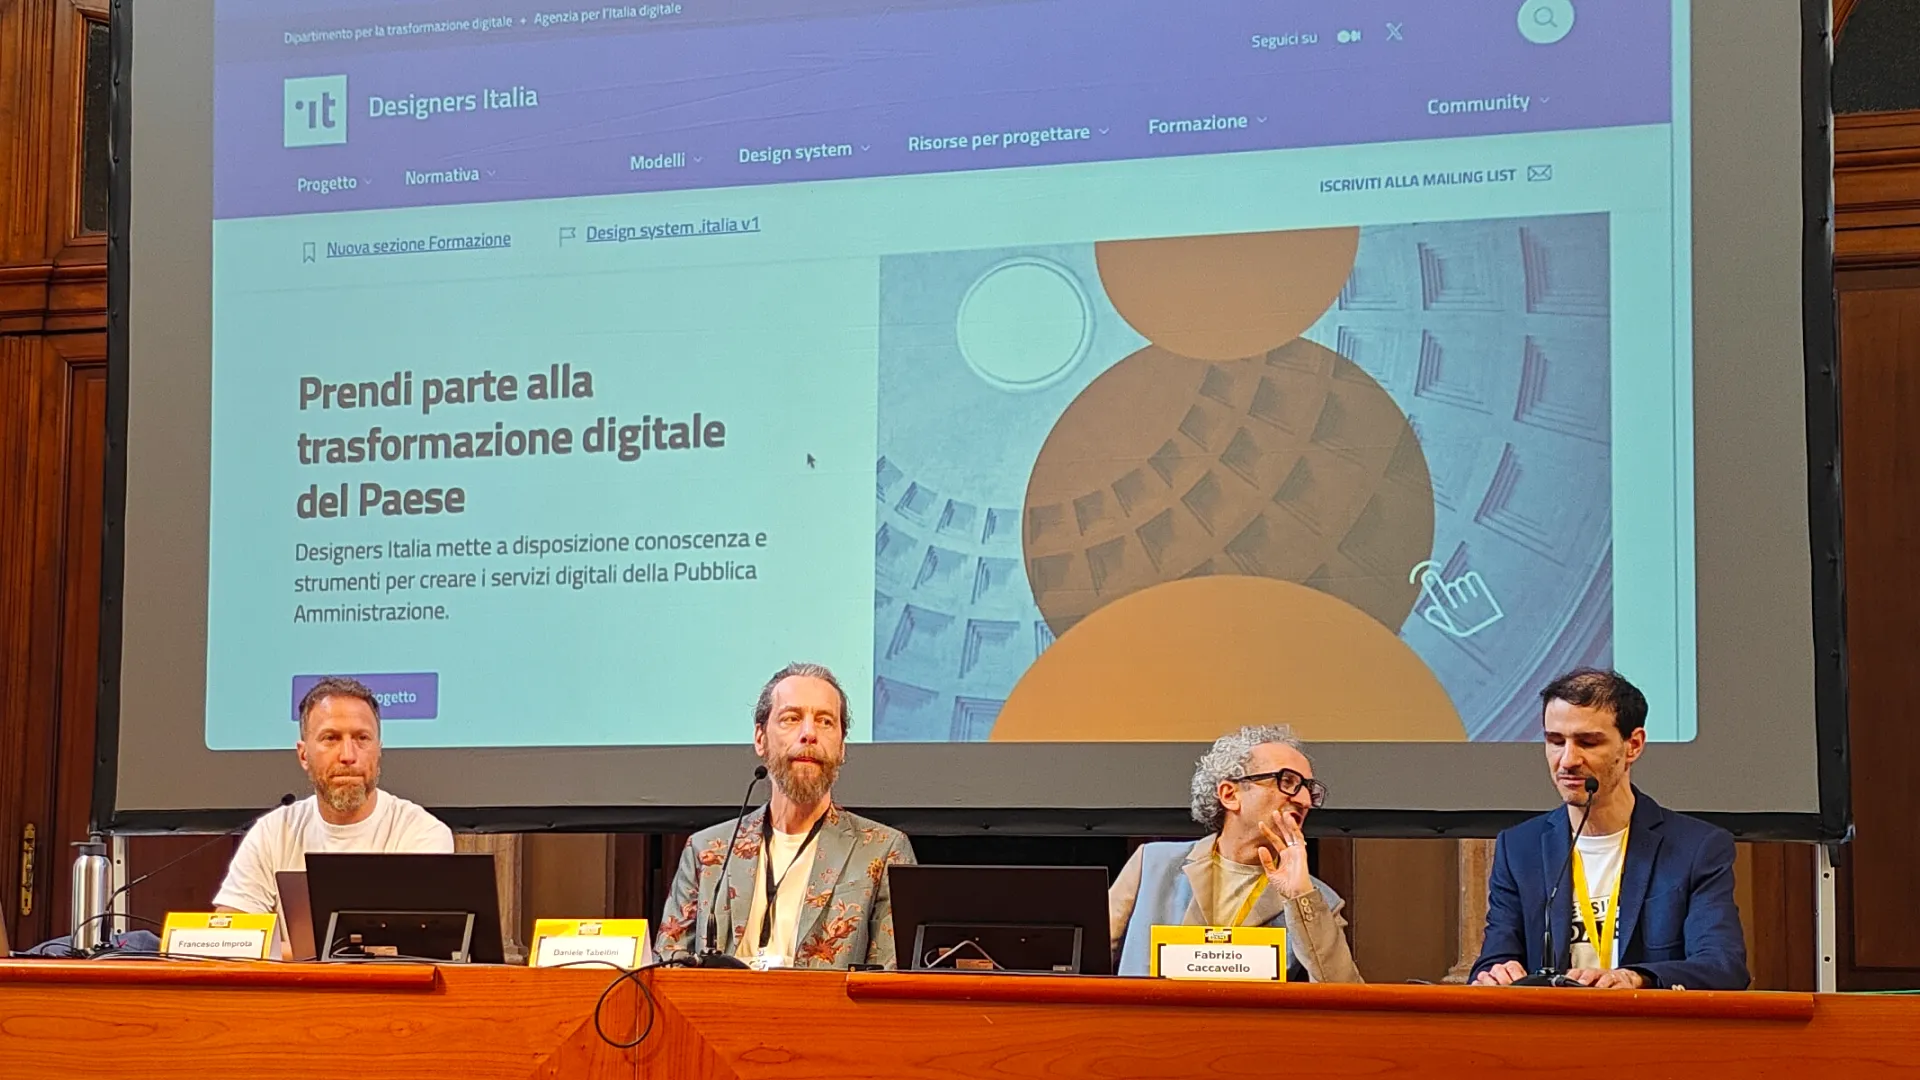 Dipartimento per la trasformazione digitale + Agenzia per l'Italia digitale
Seguici su
it
Designers Italia
Progetto
Normativa
Modelli
Design system
Risorse per progettare
Formazione
Community
Nuova sezione Formazione
Design system .italia v1
ISCRIVITI ALLA MAILING LIST
Prendi parte alla
trasformazione digitale
del Paese
Designers Italia mette a disposizione conoscenza e
strumenti per creare i servizi digitali della Pubblica
Amministrazione.
ogetto
Francesco Improta
Daniele Tabellini
Fabrizio
Caccavello